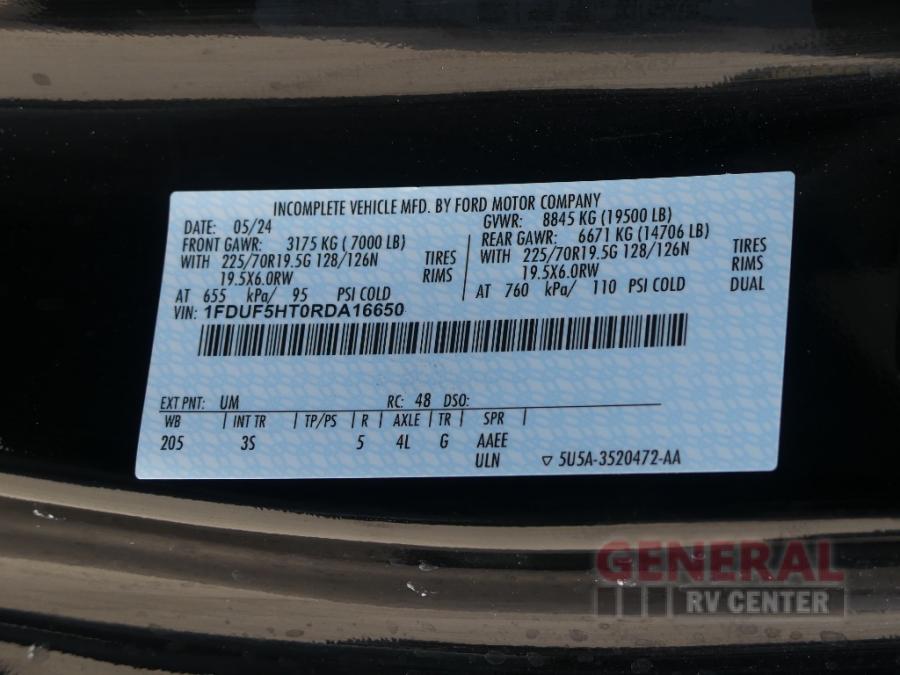 INCOMPLETE VEHICLE MFD. BY FORD MOTOR COMPANY
DATE: 05/24 GVWR: 8845 KG (19500 LB)
FRONT GAWR: 3175 KG ( 7000 LB) REAR GAWR: 6671 KG (14706 LB)
WITH 225/70R19.5G 128/126N TIRES WITH 225/70R19.5G 128/126N TIRES
19.5X6.0RW RIMS 19.5X6.0RW RIMS
AT 655 kPa/ 95 PSI COLD AT 760 kPa/ 110 PSI COLD DUAL
VIN: 1FDUF5HT0RDA16650
EXT PNT: UM RC: 48 DSO:
WB INT TR TP/PS R AXLE TR SPR
205 3S 5 4L G AAEE
ULN ▽ 5U5A-3520472-AA
GENERAL
RV CENTER